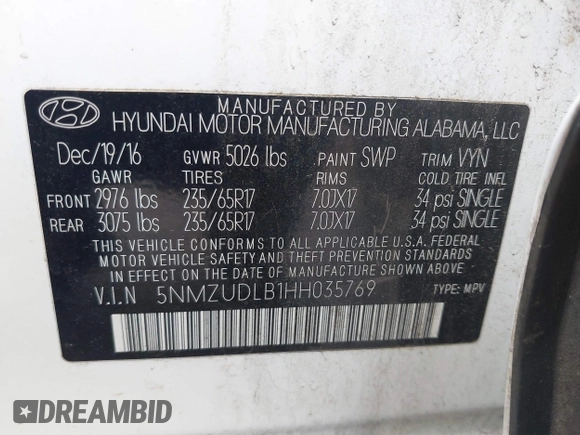 MANUFACTURED BY
HYUNDAI MOTOR MANUFACTURING ALABAMA, LLC
Dec/19/16 GVWR 5026 lbs PAINT SWP TRIM VYN
GAWR TIRES RIMS COLD TIRE INFL
FRONT 2976 lbs 235/65R17 7.0JX17 34 psi SINGLE
REAR 3075 lbs 235/65R17 7.0JX17 34 psi SINGLE
THIS VEHICLE CONFORMS TO ALL APPLICABLE U.S.A. FEDERAL
MOTOR VEHICLE SAFETY AND THEFT PREVENTION STANDARDS
IN EFFECT ON THE DATE OF MANUFACTURE SHOWN ABOVE.
V.I.N 5NMZUDLB1HH035769 TYPE: MPV
DREAMBID